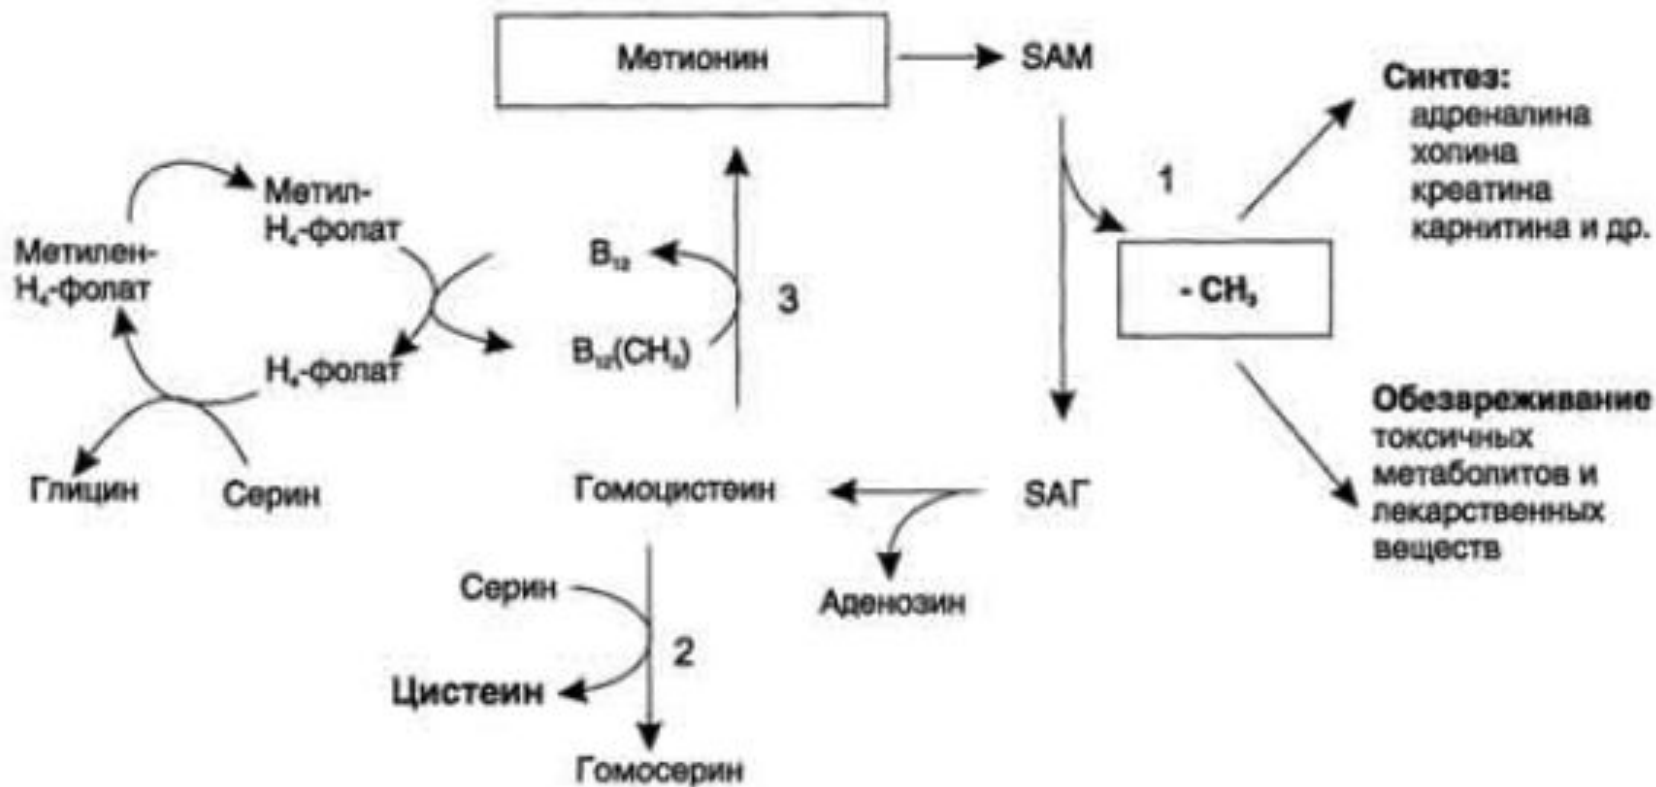 Метионин
SAM
Синтез:
адреналина
холина
креатина
карнитина и др.
1
Метил-
H₄-фолат
Метилен-
H₄-фолат
B₁₂
3
- CH₃
B₁₂(CH₃)
H₄-фолат
Обезвреживание
токсичных
метаболитов и
лекарственных
веществ
Глицин
Серин
Гомоцистеин
SAГ
Серин
Аденозин
2
Цистеин
Гомосерин